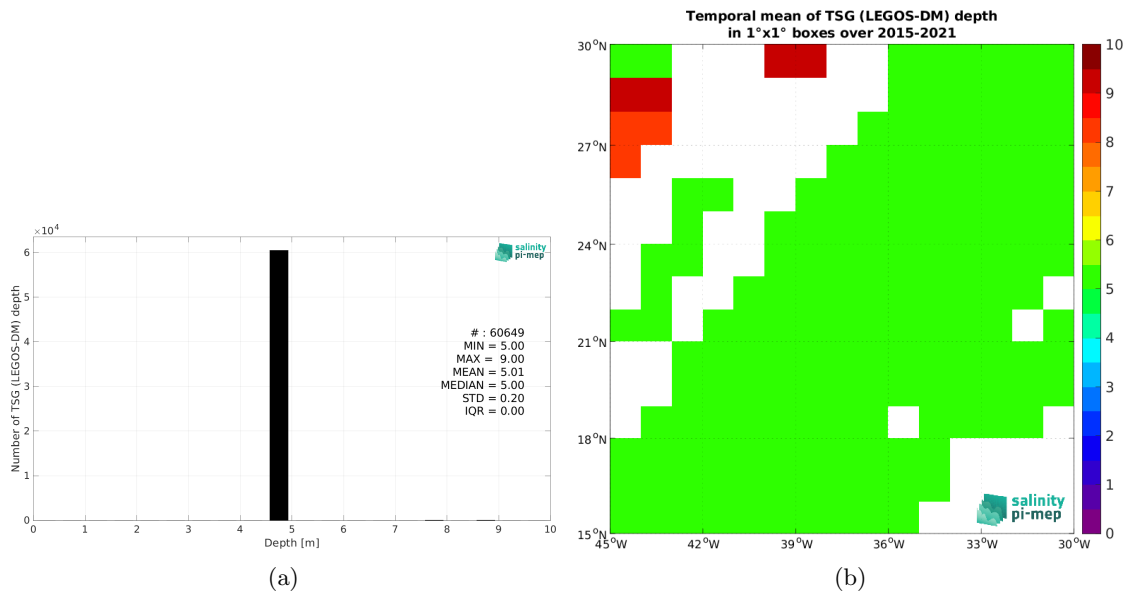 ×10⁴
6
5
4
3
2
1
0
Number of TSG (LEGOS-DM) depth
salinity
pi-mep
# : 60649
MIN = 5.00
MAX = 9.00
MEAN = 5.01
MEDIAN = 5.00
STD = 0.20
IQR = 0.00
0 1 2 3 4 5 6 7 8 9 10
Depth [m]
(a)
Temporal mean of TSG (LEGOS-DM) depth
in 1°x1° boxes over 2015-2021
30°N
27°N
24°N
21°N
18°N
15°N
45°W 42°W 39°W 36°W 33°W 30°W
salinity
pi-mep
10
9
8
7
6
5
4
3
2
1
0
(b)